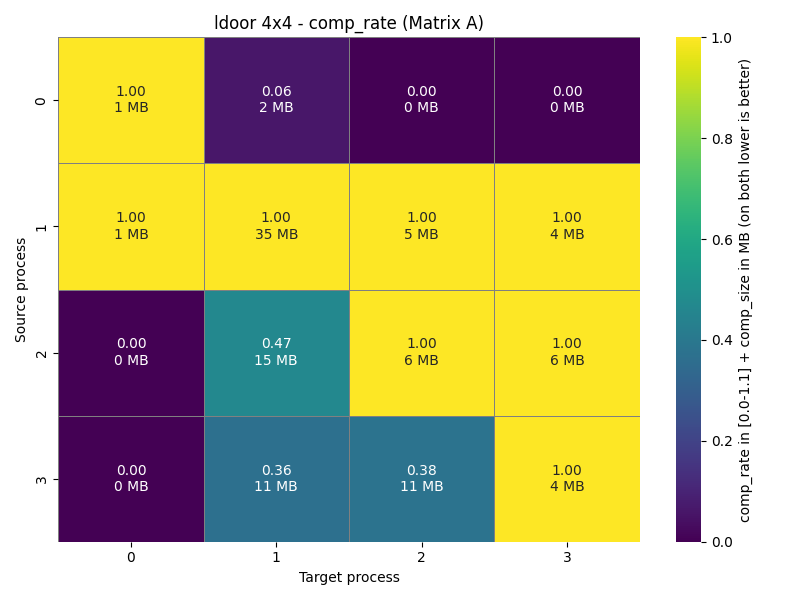 ldoor 4x4 - comp_rate (Matrix A)
Source process
0
1.00
1 MB
0.06
2 MB
0.00
0 MB
0.00
0 MB
1
1.00
1 MB
1.00
35 MB
1.00
5 MB
1.00
4 MB
2
0.00
0 MB
0.47
15 MB
1.00
6 MB
1.00
6 MB
3
0.00
0 MB
0.36
11 MB
0.38
11 MB
1.00
4 MB
0
1
2
3
Target process
1.0
0.8
0.6
0.4
0.2
0.0
comp_rate in [0.0-1.1] + comp_size in MB (on both lower is better)